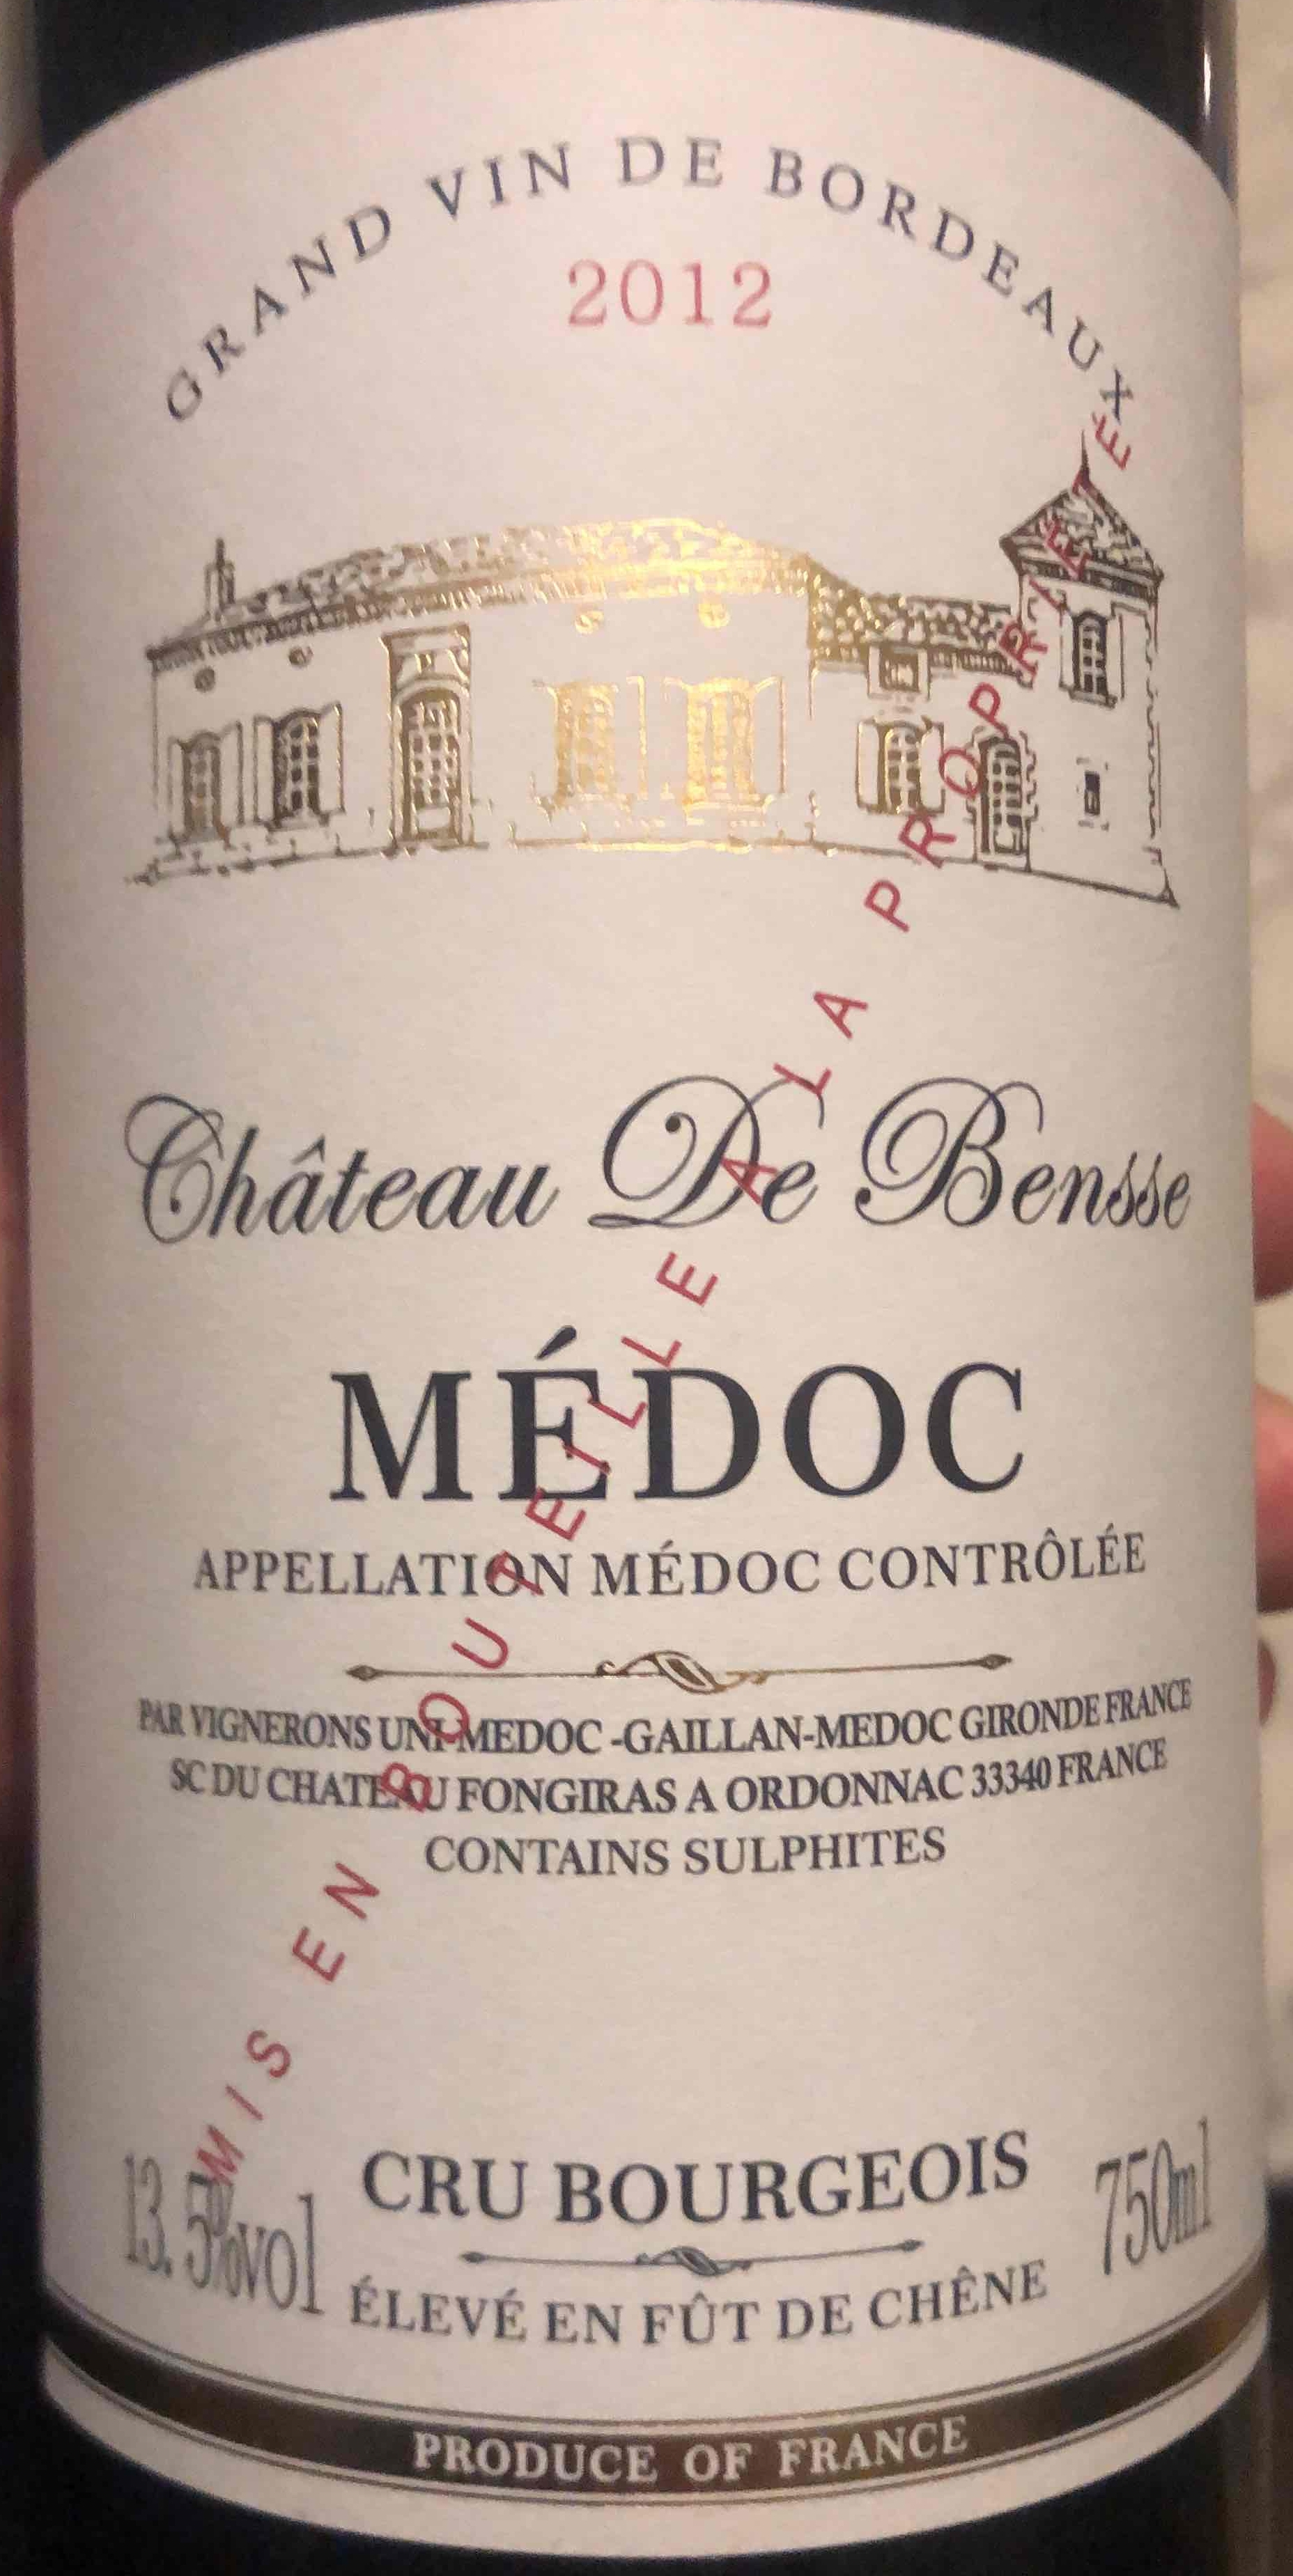 GRAND VIN DE BORDEAUX
2012
Château De Bensse
MÉDOC
APPELLATION MÉDOC CONTRÔLÉE
PAR VIGNERONS UNI-MEDOC -GAILLAN-MEDOC GIRONDE FRANCE
SC DU CHATEAU FONGIRAS A ORDONNAC 33340 FRANCE
CONTAINS SULPHITES
MIS EN BOUTEILLE A LA PROPRIÉTÉ
13.5%vol
CRU BOURGEOIS
750ml
ÉLEVÉ EN FÛT DE CHÊNE
PRODUCE OF FRANCE